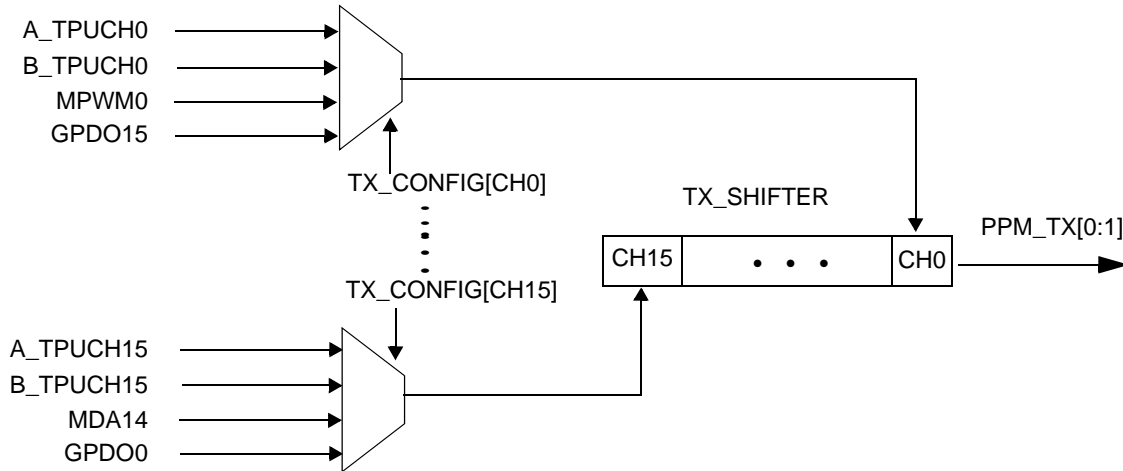 A_TPUCH0
B_TPUCH0
MPWM0
GPDO15
TX_CONFIG[CH0]
TX_SHIFTER
PPM_TX[0:1]
CH15
CH0
TX_CONFIG[CH15]
A_TPUCH15
B_TPUCH15
MDA14
GPDO0